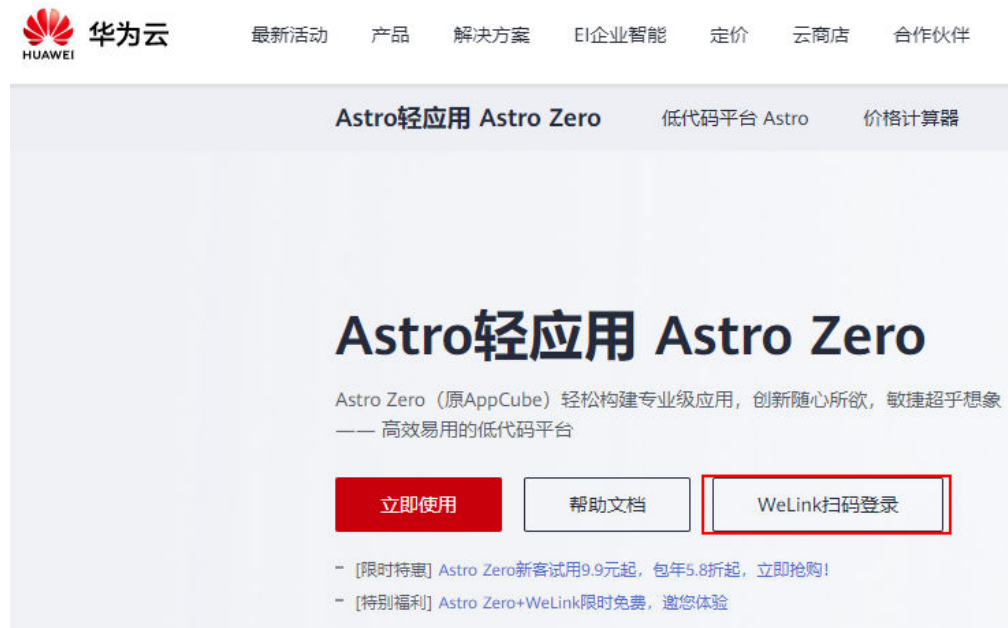 HUAWEI
华为云 最新活动 产品 解决方案 EI企业智能 定价 云商店 合作伙伴
Astro轻应用 Astro Zero 低代码平台 Astro 价格计算器
Astro轻应用 Astro Zero
Astro Zero（原AppCube）轻松构建专业级应用，创新随心所欲，敏捷超乎想象
—— 高效易用的低代码平台
立即使用 帮助文档 WeLink扫码登录
- [限时特惠] Astro Zero新客试用9.9元起，包年5.8折起，立即抢购！
- [特别福利] Astro Zero+WeLink限时免费，邀您体验